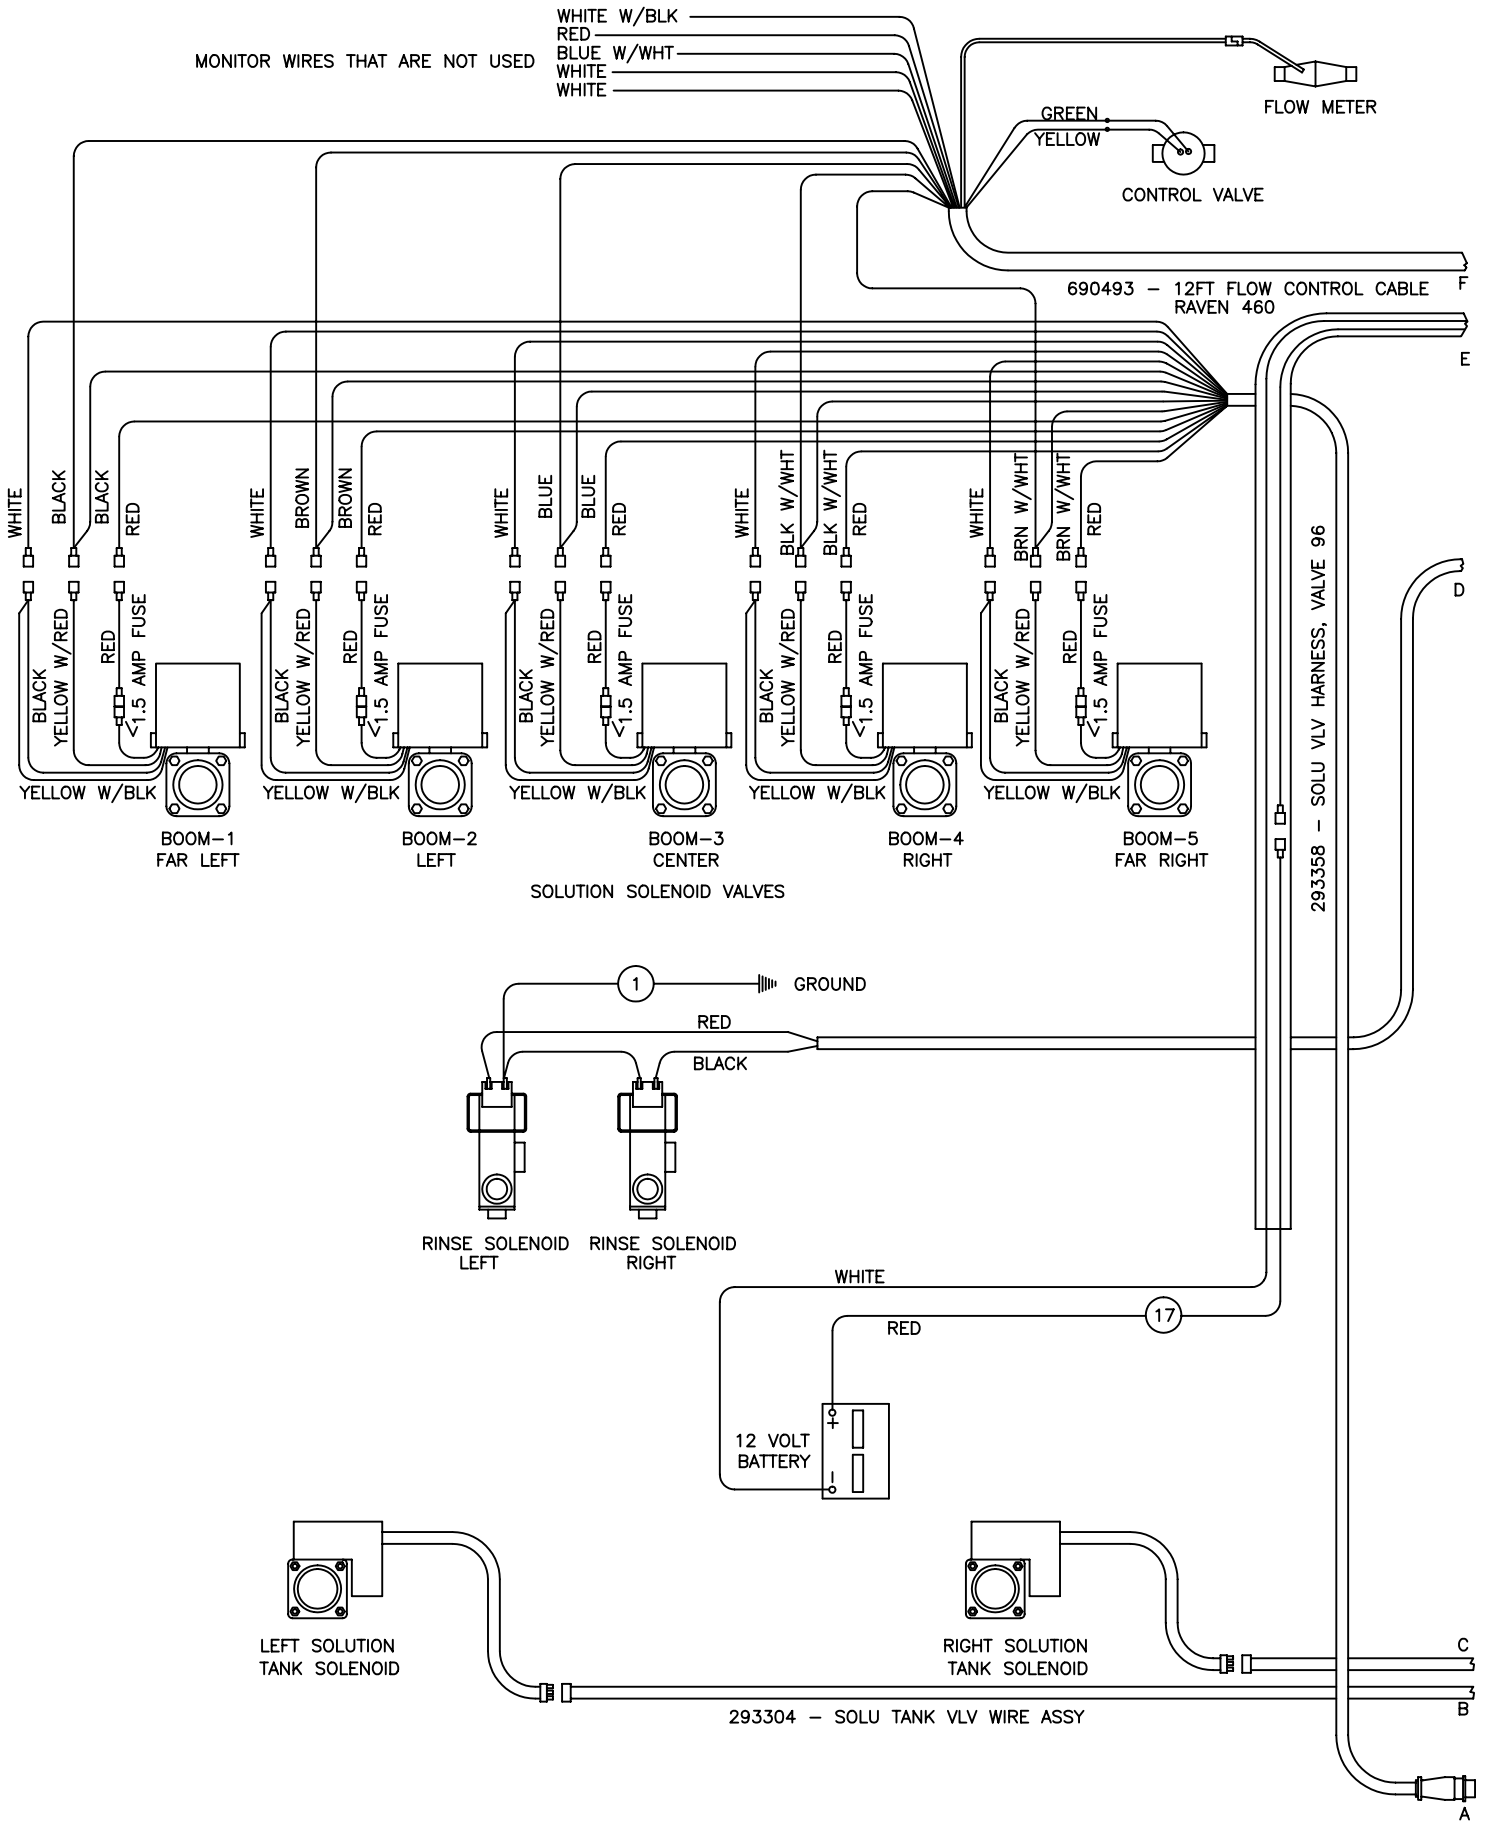 WHITE W/BLK
RED
BLUE W/WHT
WHITE
WHITE
MONITOR WIRES THAT ARE NOT USED
FLOW METER
GREEN
YELLOW
CONTROL VALVE
F
690493 - 12FT FLOW CONTROL CABLE
RAVEN 460
E
WHITE
BLACK
BLACK
RED
WHITE
BROWN
BROWN
RED
WHITE
BLUE
BLUE
RED
WHITE
BLK W/WHT
BLK W/WHT
RED
WHITE
BRN W/WHT
BRN W/WHT
RED
293358 - SOLU VLV HARNESS, VALVE 96
D
BLACK
YELLOW W/RED
RED
<1.5 AMP FUSE
BLACK
YELLOW W/RED
RED
<1.5 AMP FUSE
BLACK
YELLOW W/RED
RED
<1.5 AMP FUSE
BLACK
YELLOW W/RED
RED
<1.5 AMP FUSE
BLACK
YELLOW W/RED
RED
<1.5 AMP FUSE
YELLOW W/BLK
YELLOW W/BLK
YELLOW W/BLK
YELLOW W/BLK
YELLOW W/BLK
BOOM-1
FAR LEFT
BOOM-2
LEFT
BOOM-3
CENTER
BOOM-4
RIGHT
BOOM-5
FAR RIGHT
SOLUTION SOLENOID VALVES
1
GROUND
RED
BLACK
RINSE SOLENOID
LEFT
RINSE SOLENOID
RIGHT
WHITE
17
RED
12 VOLT
BATTERY
+
-
LEFT SOLUTION
TANK SOLENOID
RIGHT SOLUTION
TANK SOLENOID
C
B
293304 - SOLU TANK VLV WIRE ASSY
A